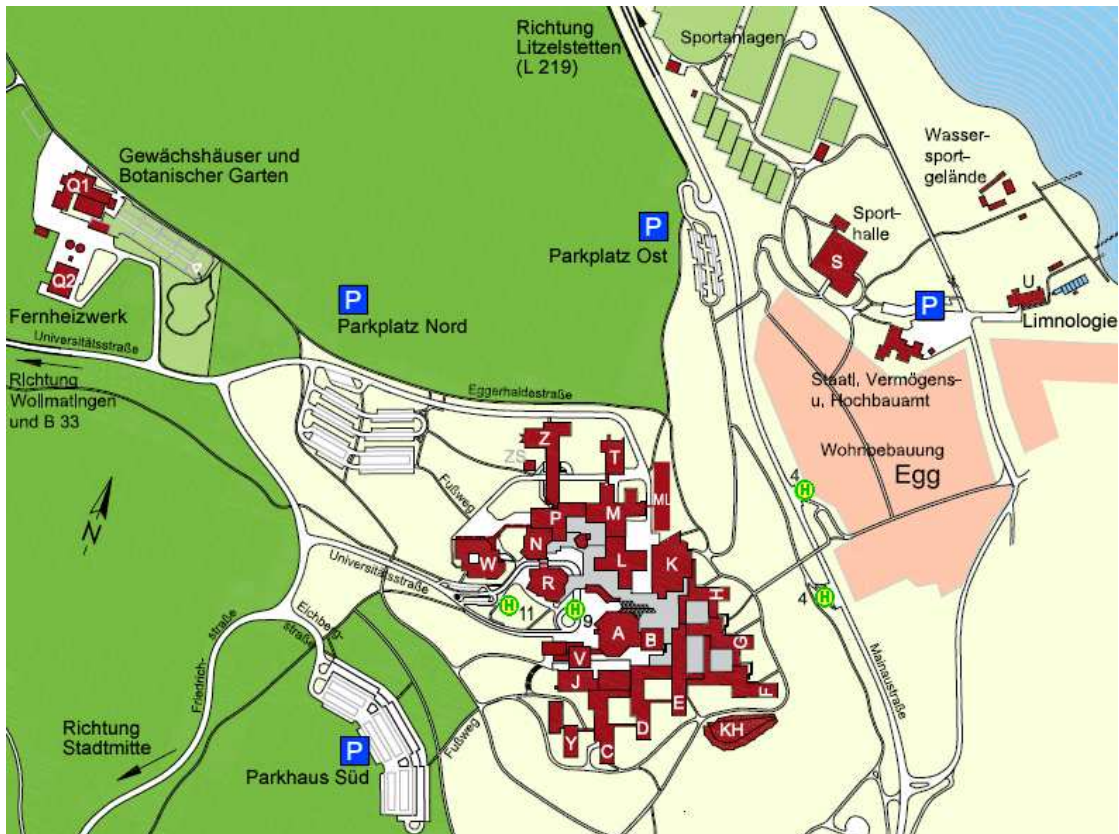 Richtung
Litzelstetten
(L 219)
Sportanlagen
Gewächshäuser und
Botanischer Garten
Wasser-
sport-
gelände
Q1
Q2
Fernheizwerk
Universitätsstraße
Richtung
Wollmatingen
und B 33
P
Parkplatz Nord
P
Parkplatz Ost
Sport-
halle
S
P
U
Limnologie
Staatl, Vermögens-
u, Hochbauamt
Wohnbebauung
Egg
Eggerhaldestraße
Z
ZS
T
Fußweg
ML
M
P
N
L
K
W
R
H
11
H
9
A
B
H
G
F
E
V
J
D
Y
C
KH
4
H
4
H
Mainaustraße
N
Universitätsstraße
Eichberg-
straße
Friedrich-
straße
Fußweg
Richtung
Stadtmitte
P
Parkhaus Süd